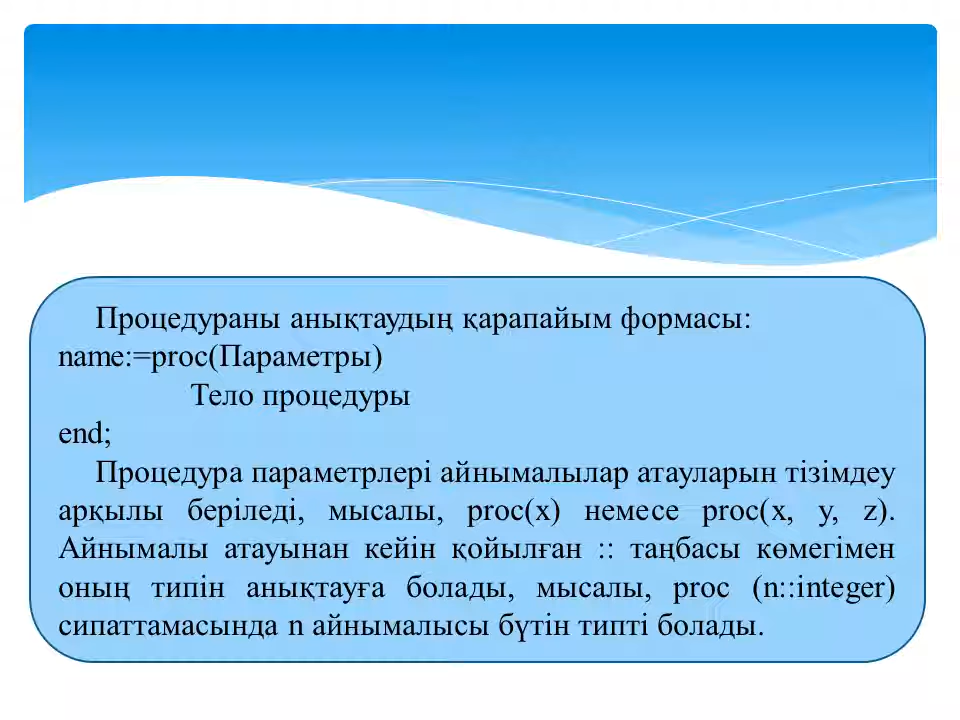 Процедураны анықтаудың қарапайым формасы:
name:=proc(Параметры)
Тело процедуры
end;
Процедура параметрлері айнымалылар атауларын тізімдеу
арқылы беріледі, мысалы, proc(x) немесе proc(x, y, z).
Айнымалы атауынан кейін қойылған :: таңбасы көмегімен
оның типін анықтауға болады, мысалы, proc (n::integer)
сипаттамасында n айнымалысы бүтін типті болады.